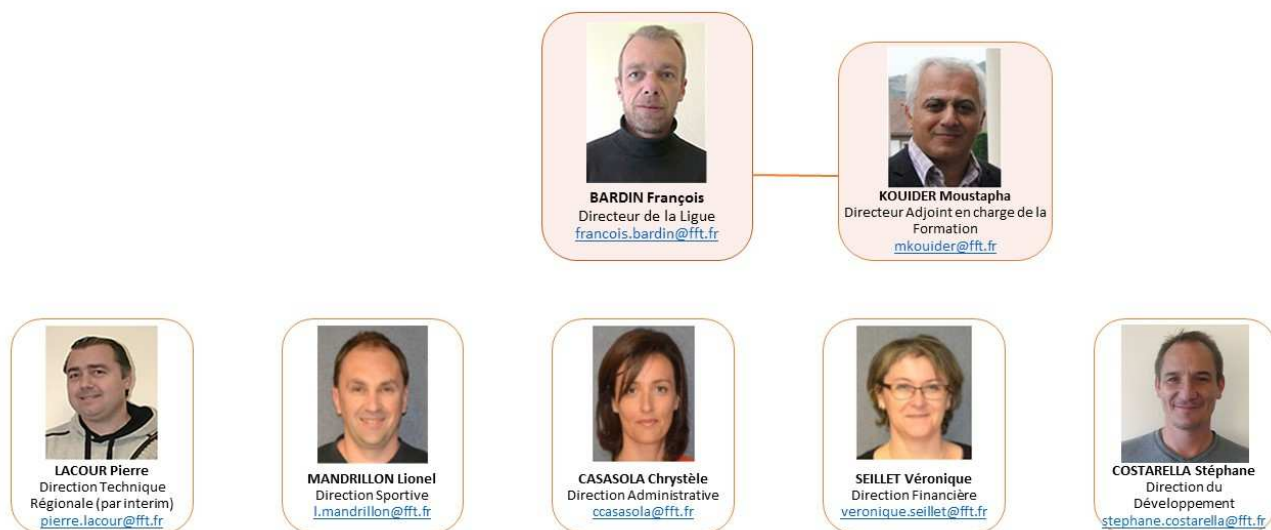 BARDIN François
Directeur de la Ligue
francois.bardin@fft.fr
KOUIDER Moustapha
Directeur Adjoint en charge de la
Formation
mkouider@fft.fr
LACOUR Pierre
Direction Technique
Régionale (par interim)
pierre.lacour@fft.fr
MANDRILLON Lionel
Direction Sportive
l.mandrillon@fft.fr
CASASOLA Chrystèle
Direction Administrative
ccasasola@fft.fr
SEILLET Véronique
Direction Financière
veronique.seillet@fft.fr
COSTARELLA Stéphane
Direction du
Développement
stephane.costarella@fft.fr